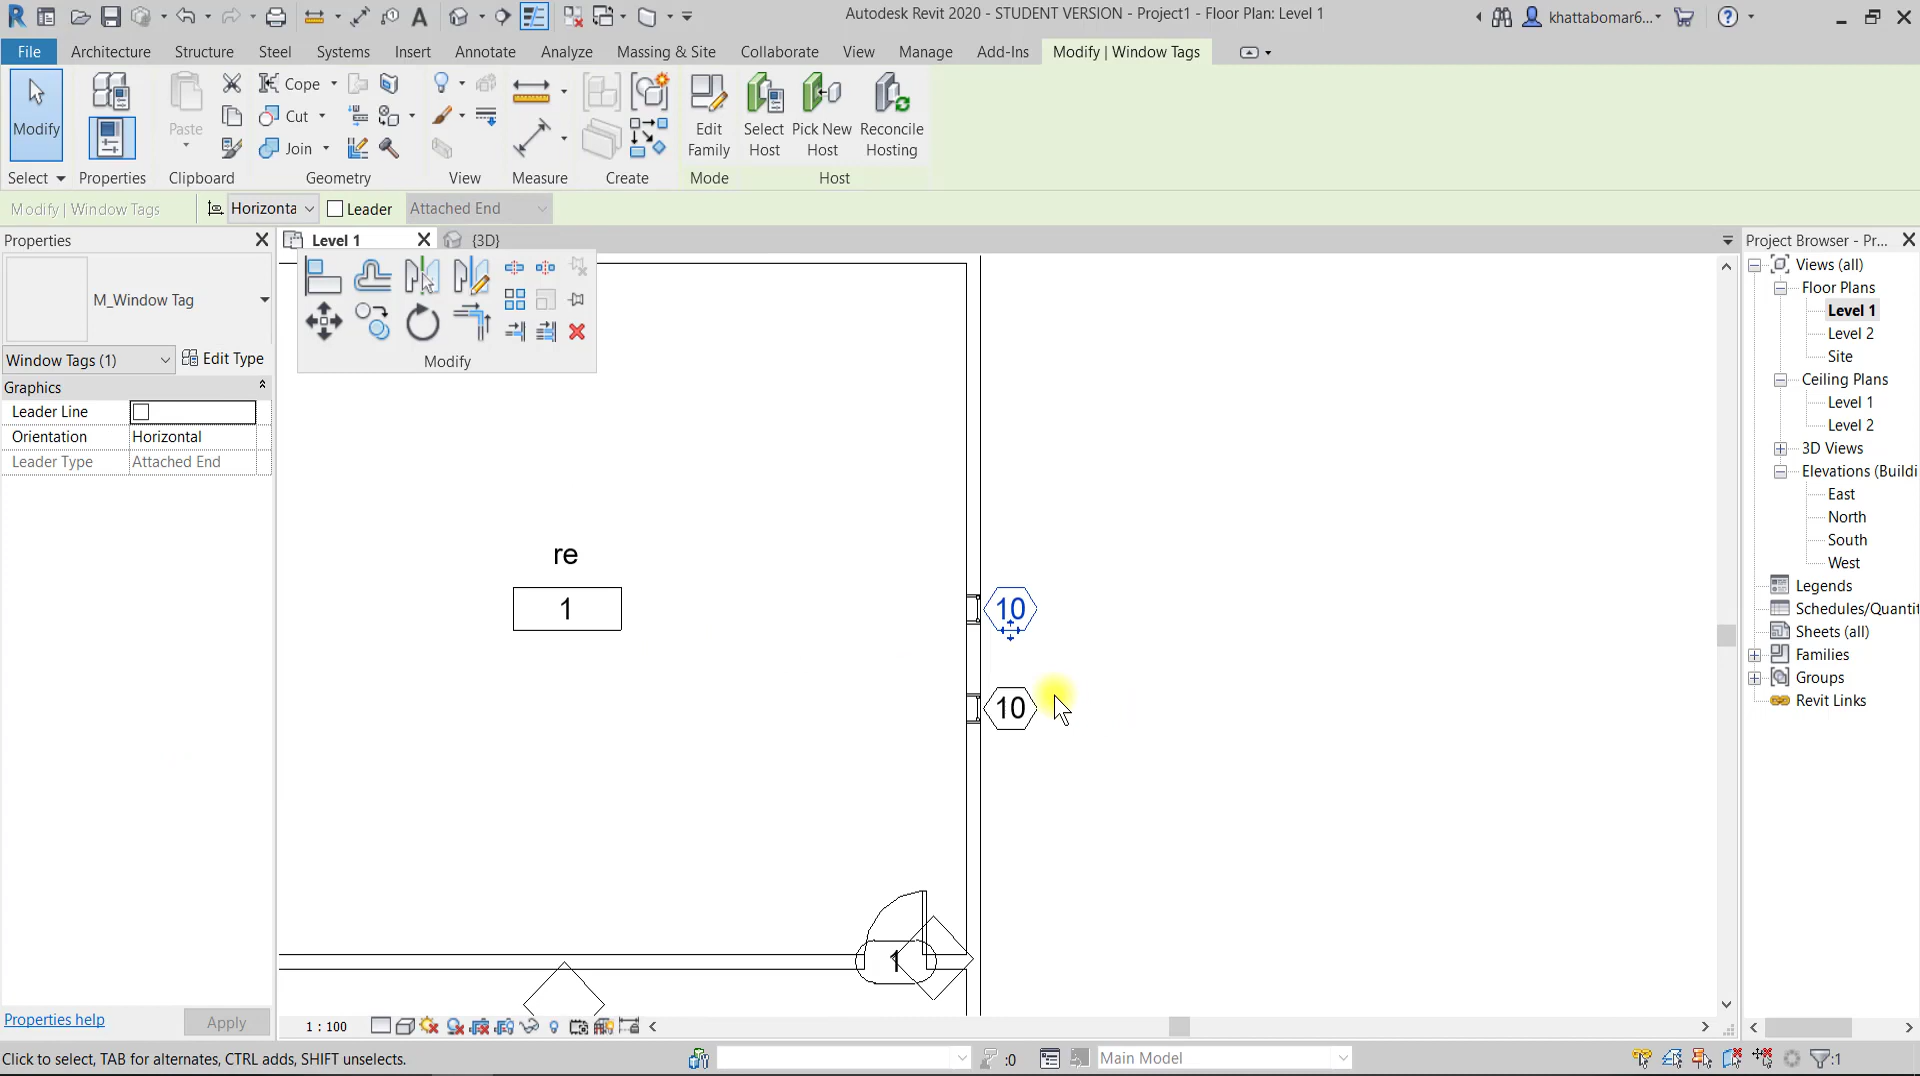 Autodesk Revit 2020 - STUDENT VERSION - Project1 - Floor Plan: Level 1
khattabomar6...
File Architecture Structure Steel Systems Insert Annotate Analyze Massing & Site Collaborate View Manage Add-Ins Modify | Window Tags
Modify
Paste
Cope
Cut
Join
Edit Family
Select Host
Pick New Host
Reconcile Hosting
Select Properties Clipboard Geometry View Measure Create Mode Host
Modify | Window Tags Horizonta Leader Attached End
Properties
Level 1
{3D}
Project Browser - Pr...
M_Window Tag
Window Tags (1) Edit Type
Graphics
Leader Line
Orientation Horizontal
Leader Type Attached End
Modify
re
1
10
10
1
Views (all)
Floor Plans
Level 1
Level 2
Site
Ceiling Plans
Level 1
Level 2
3D Views
Elevations (Buildi
East
North
South
West
Legends
Schedules/Quantit
Sheets (all)
Families
Groups
Revit Links
Properties help Apply
1 : 100
Click to select, TAB for alternates, CTRL adds, SHIFT unselects.
:0
Main Model
:1